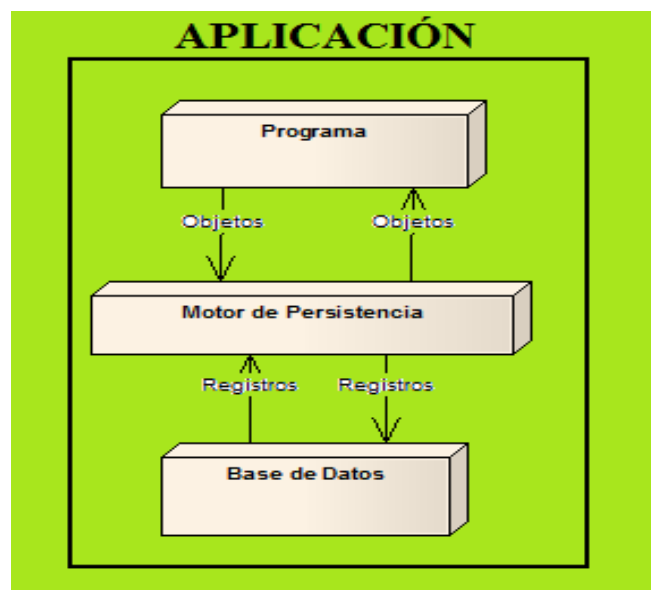 APLICACIÓN
Programa
Objetos Objetos
Motor de Persistencia
Registros Registros
Base de Datos